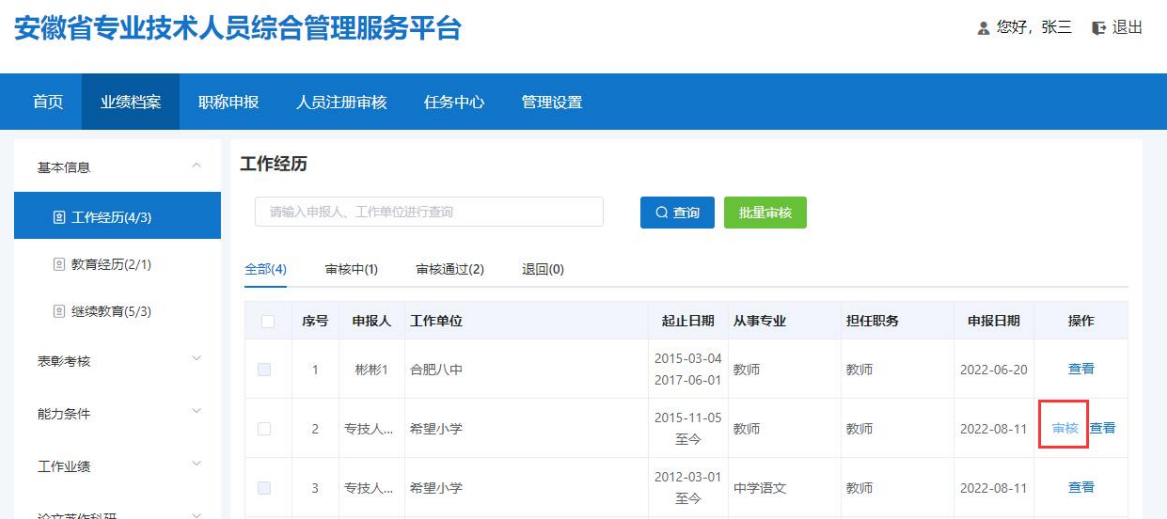 安徽省专业技术人员综合管理服务平台
您好，张三 退出
首页 业绩档案 职称申报 人员注册审核 任务中心 管理设置
基本信息
工作经历(4/3)
教育经历(2/1)
继续教育(5/3)
表彰考核
能力条件
工作业绩
论文著作科研
工作经历
请输入申报人、工作单位进行查询 查询 批量审核
全部(4) 审核中(1) 审核通过(2) 退回(0)
序号 申报人 工作单位 起止日期 从事专业 担任职务 申报日期 操作
1 彬彬1 合肥八中 2015-03-04 教师 教师 2022-06-20 查看
2017-06-01
2 专技人... 希望小学 2015-11-05 教师 教师 2022-08-11 审核 查看
至今
3 专技人... 希望小学 2012-03-01 中学语文 教师 2022-08-11 查看
至今